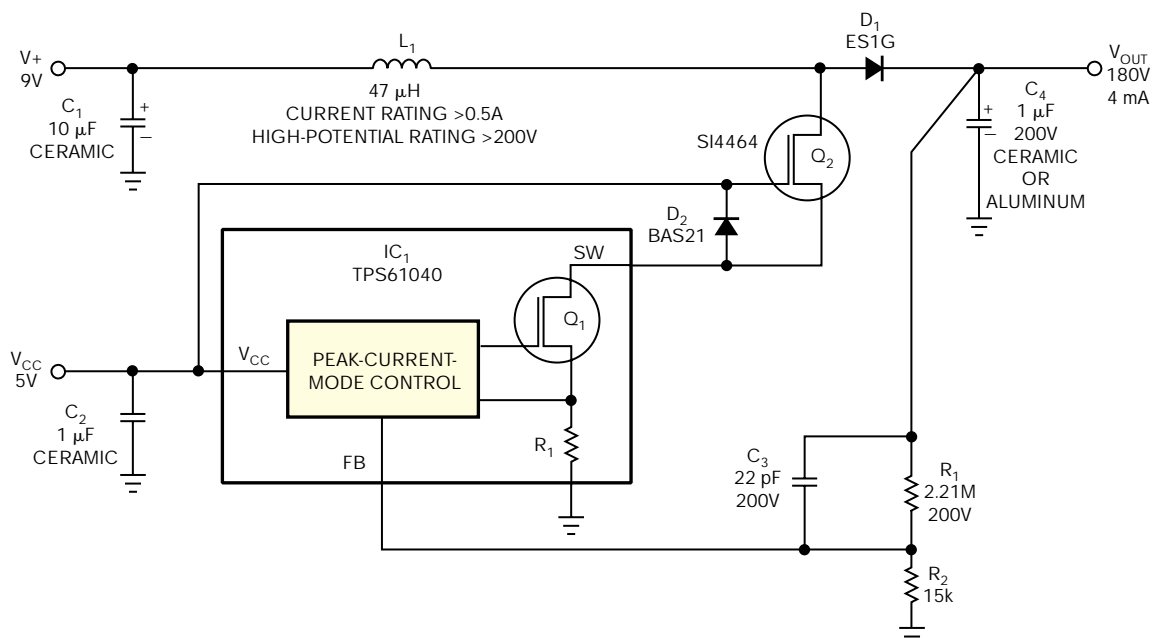 V+
9V
C1
10 µF
CERAMIC
+
–
L1
47 µH
CURRENT RATING >0.5A
HIGH-POTENTIAL RATING >200V
D1
ES1G
VOUT
180V
4 mA
C4
1 µF
200V
CERAMIC
OR
ALUMINUM
+
–
SI4464
Q2
D2
BAS21
IC1
TPS61040
SW
Q1
PEAK-CURRENT-
MODE CONTROL
VCC
VCC
5V
C2
1 µF
CERAMIC
R1
FB
C3
22 pF
200V
R1
2.21M
200V
R2
15k